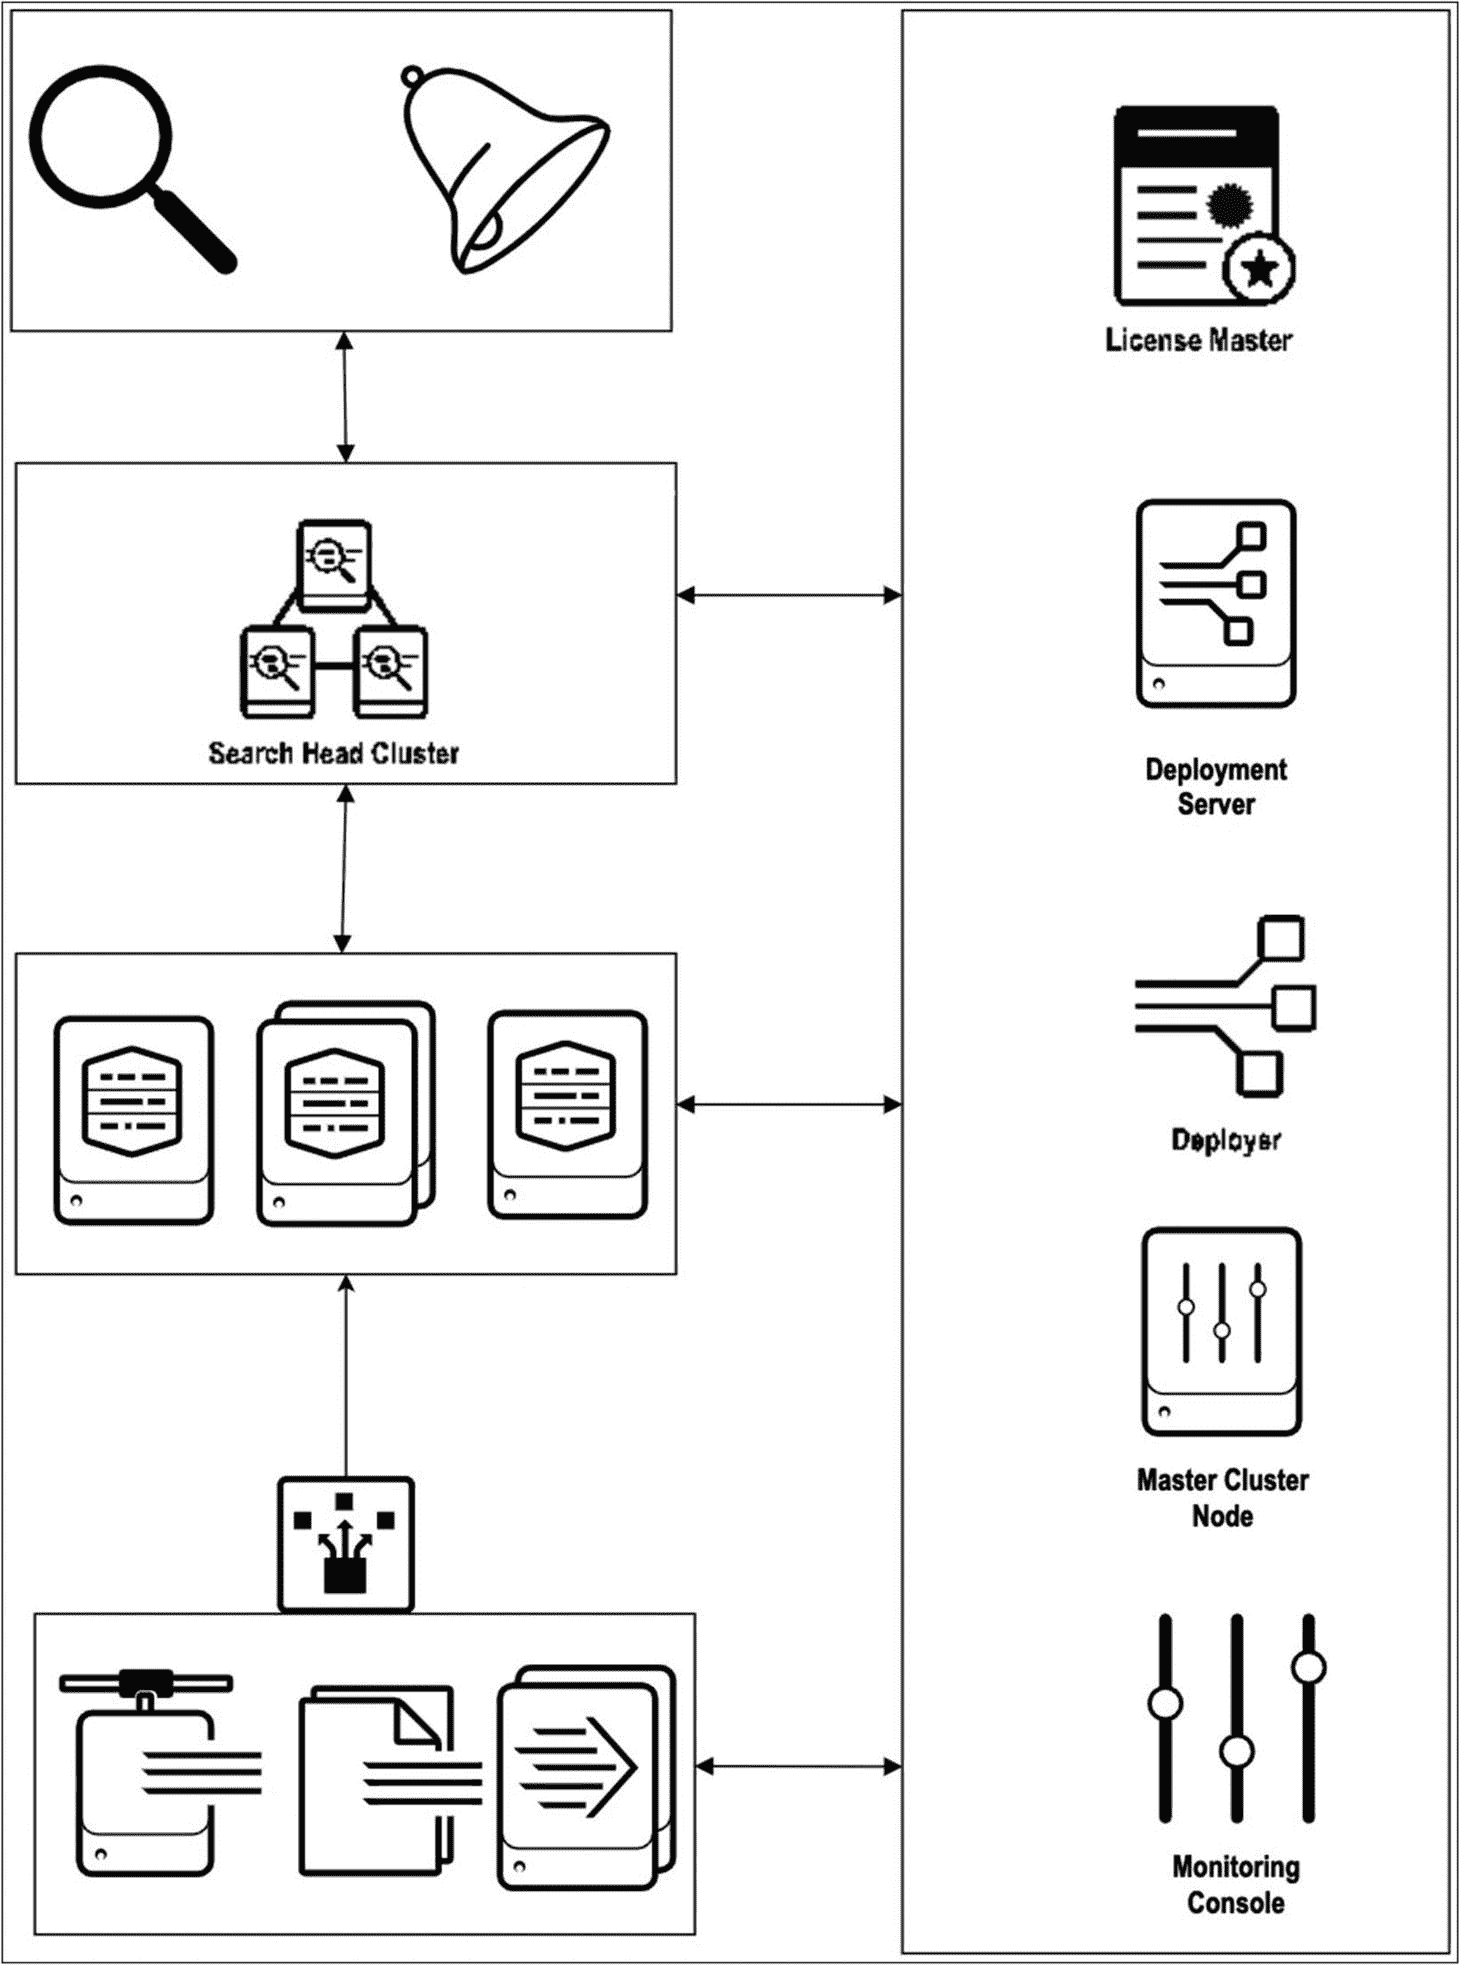 License Master
Search Head Cluster
Deployment
Server
Deployer
Master Cluster
Node
Monitoring
Console